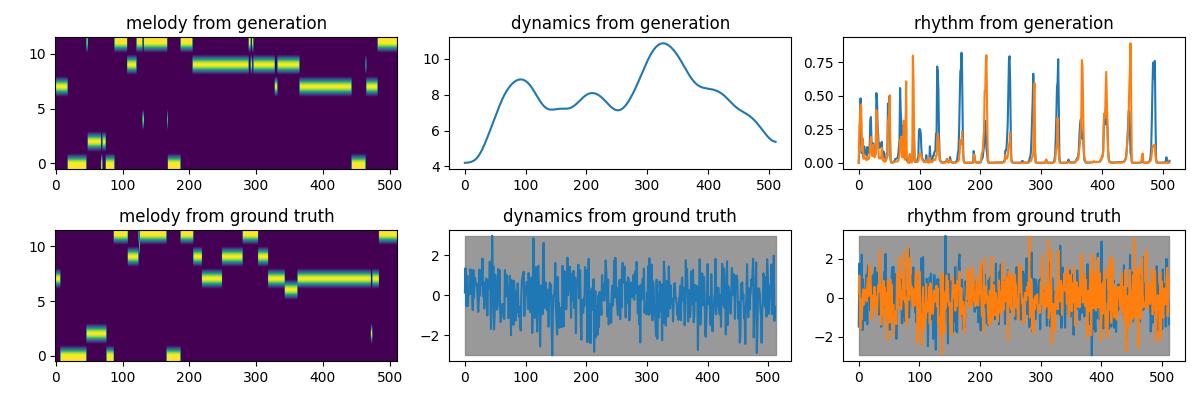 melody from generation
10
5
0
0 100 200 300 400 500
dynamics from generation
10
8
6
4
0 100 200 300 400 500
rhythm from generation
0.75
0.50
0.25
0.00
0 100 200 300 400 500
melody from ground truth
10
5
0
0 100 200 300 400 500
dynamics from ground truth
2
0
−2
0 100 200 300 400 500
rhythm from ground truth
2
0
−2
0 100 200 300 400 500